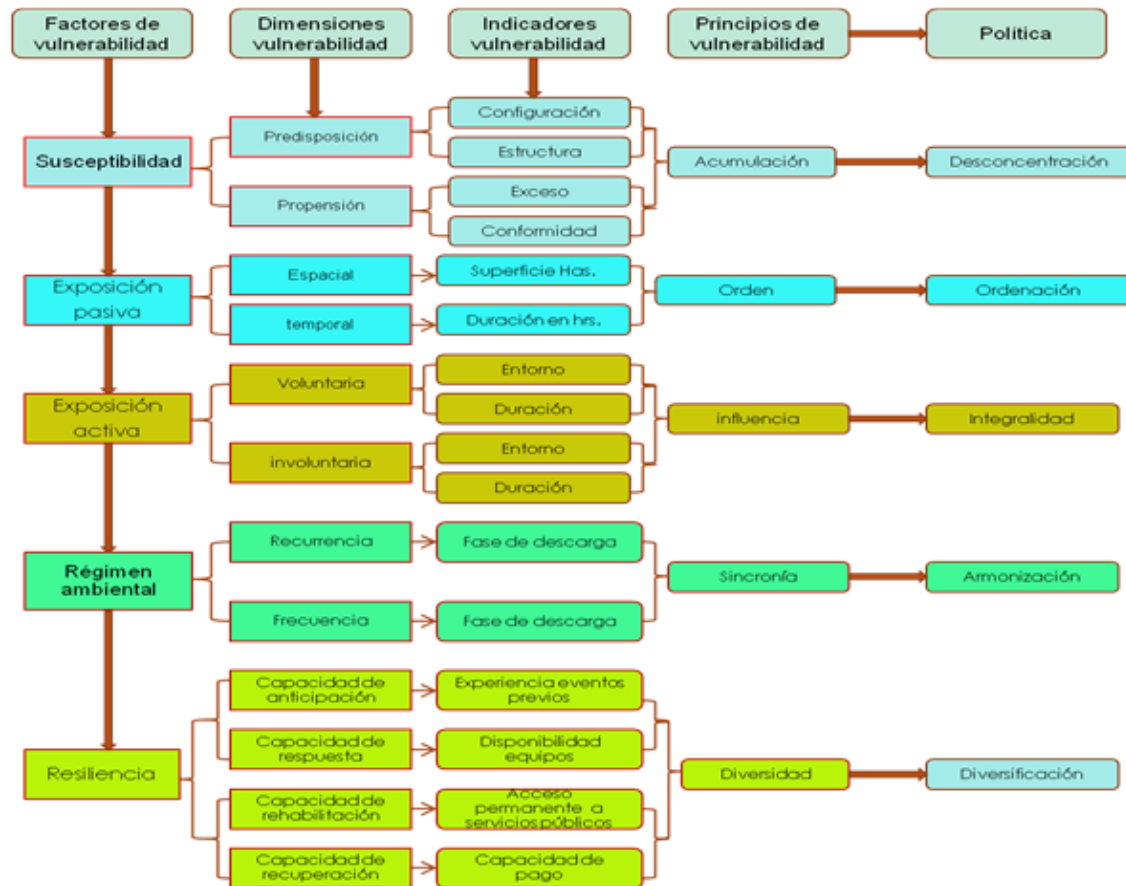 Factores de
vulnerabilidad
Dimensiones
vulnerabilidad
Indicadores
vulnerabilidad
Principios de
vulnerabilidad
Política
Susceptibilidad
Predisposición
Configuración
Estructura
Propensión
Exceso
Conformidad
Acumulación
Desconcentración
Exposición
pasiva
Espacial
Superficie Has.
temporal
Duración en hrs.
Orden
Ordenación
Exposición
activa
Voluntaria
Entorno
Duración
involuntaria
Entorno
Duración
influencia
Integralidad
Régimen
ambiental
Recurrencia
Fase de descarga
Frecuencia
Fase de descarga
Sincronía
Armonización
Resiliencia
Capacidad de
anticipación
Experiencia eventos
previos
Capacidad de
respuesta
Disponibilidad
equipos
Capacidad de
rehabilitación
Acceso
permanente a
servicios públicos
Capacidad de
recuperación
Capacidad de
pago
Diversidad
Diversificación